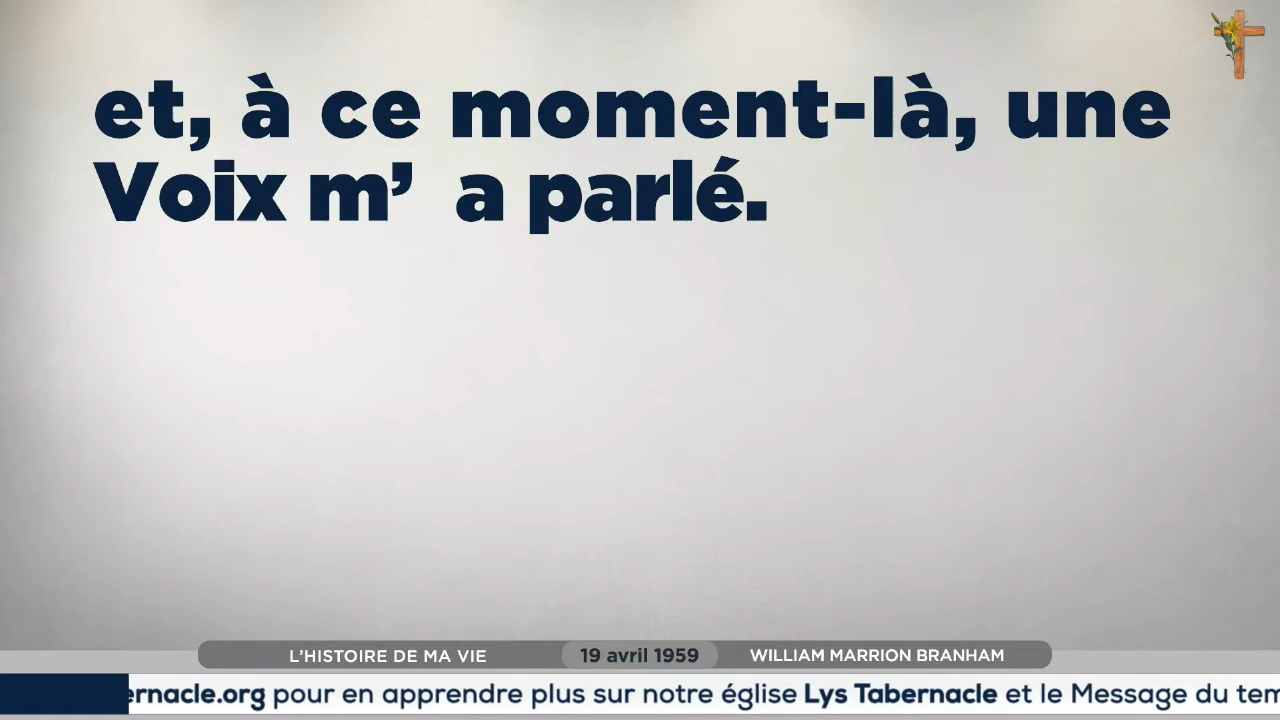 et, à ce moment-là, une
Voix m’ a parlé.
L’HISTOIRE DE MA VIE 19 avril 1959 WILLIAM MARRION BRANHAM
ernacle.org pour en apprendre plus sur notre église Lys Tabernacle et le Message du tem